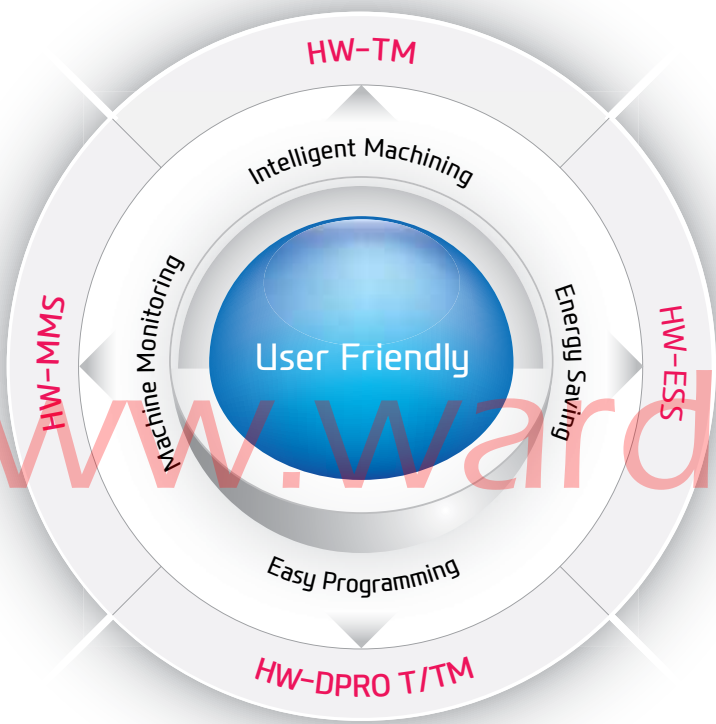 HW-TM
Intelligent Machining
Machine Monitoring
HW-MMS
User Friendly
Energy Saving
HW-ESS
www.ward
Easy Programming
HW-DPRO T/TM